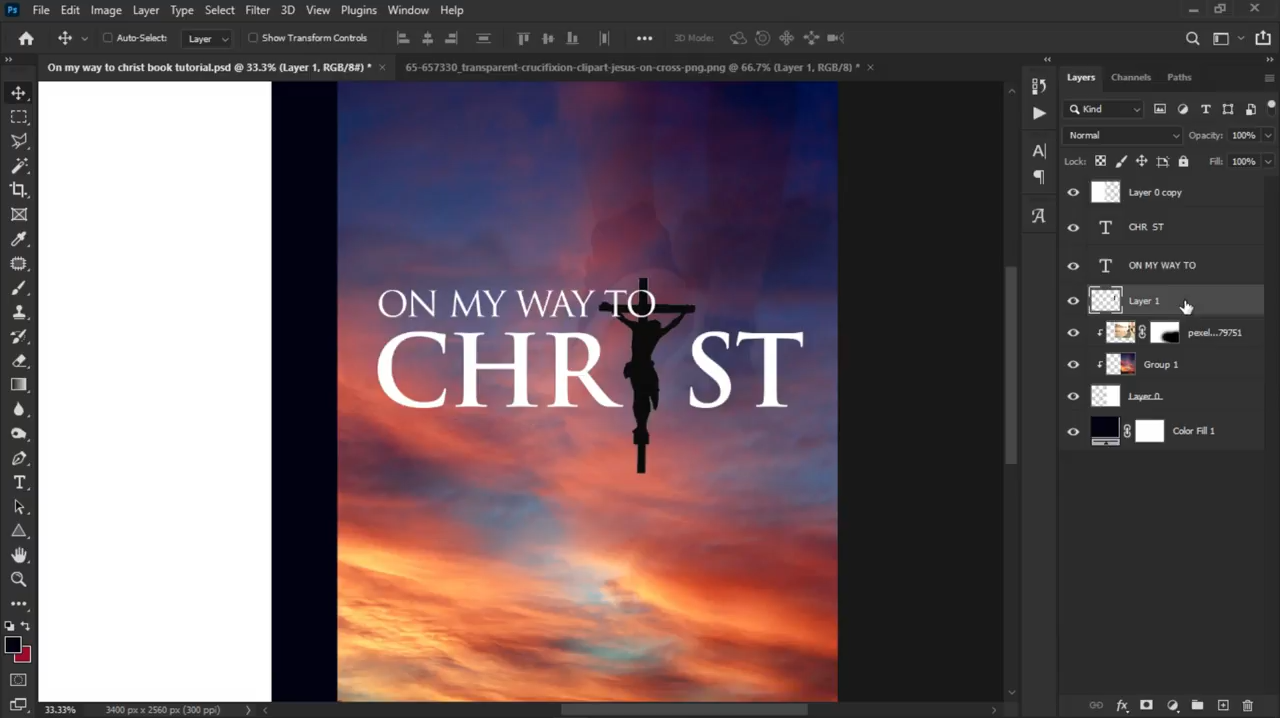 Ps File Edit Image Layer Type Select Filter 3D View Plugins Window Help
Auto-Select: Layer Show Transform Controls ••• 3D Mode:
On my way to christ book tutorial.psd @ 33.3% (Layer 1, RGB/8#) * × 65-657330_transparent-crucifixion-clipart-jesus-on-cross-png.png @ 66.7% (Layer 1, RGB/8) * ×
Layers Channels Paths
Kind
Normal Opacity: 100%
Lock: Fill: 100%
Layer 0 copy
T CHR ST
T ON MY WAY TO
Layer 1
pexel...79751
Group 1
Layer 0
Color Fill 1
ON MY WAY TO
CHR ST
33.33% 3400 px x 2560 px (300 ppi)
fx